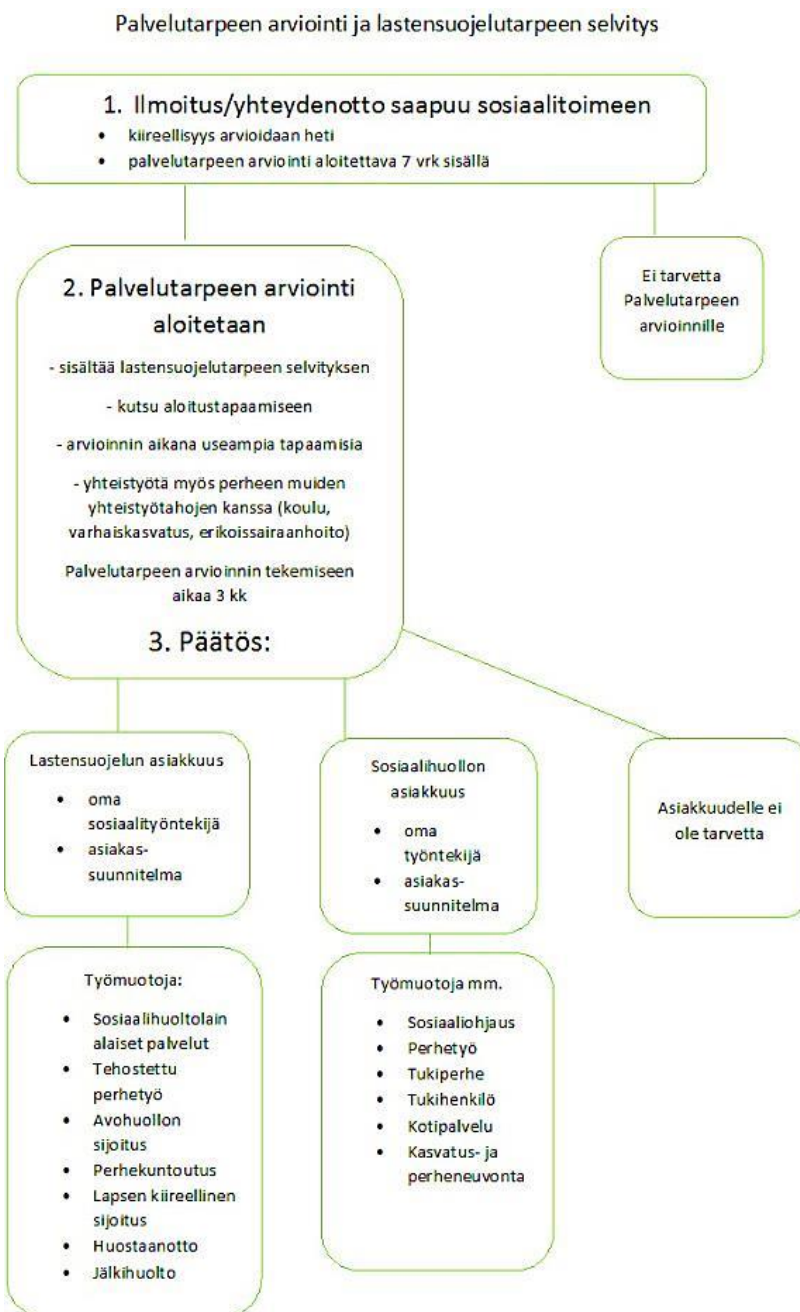 Palvelutarpeen arviointi ja lastensuojelutarpeen selvitys
1. Ilmoitus/yhteydenotto saapuu sosiaalitoimeen
• kiireellisyys arvioidaan heti
• palvelutarpeen arviointi aloitettava 7 vrk sisällä
Ei tarvetta
Palvelutarpeen
arvioinnille
2. Palvelutarpeen arviointi
aloitetaan
- sisältää lastensuojelutarpeen selvityksen
- kutsu aloitustapaamiseen
- arvioinnin aikana useampia tapaamisia
- yhteistyötä myös perheen muiden
yhteistyötahojen kanssa (koulu,
varhaiskasvatus, erikoissairaanhoito)
Palvelutarpeen arvioinnin tekemiseen
aikaa 3 kk
3. Päätös:
Lastensuojelun asiakkuus
• oma
sosiaalityöntekijä
• asiakas-
suunnitelma
Sosiaalihuollon
asiakkuus
• oma
työntekijä
• asiakas-
suunnitelma
Asiakkuudelle ei
ole tarvetta
Työmuotoja:
• Sosiaalihuoltolain
alaiset palvelut
• Tehostettu
perhetyö
• Avohuollon
sijoitus
• Perhekuntoutus
• Lapsen kiireellinen
sijoitus
• Huostaanotto
• Jälkihuolto
Työmuotoja mm.
• Sosiaaliohjaus
• Perhetyö
• Tukiperhe
• Tukihenkilö
• Kotipalvelu
• Kasvatus- ja
perheneuvonta